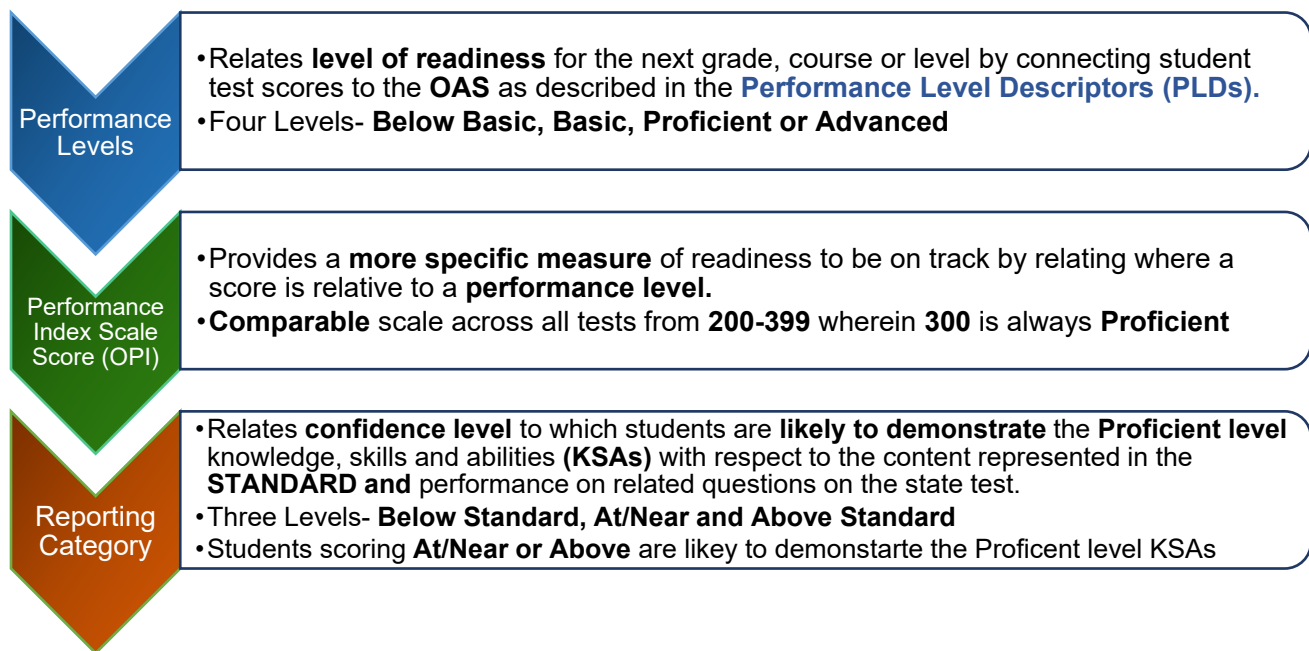 Performance
Levels
•Relates level of readiness for the next grade, course or level by connecting student
test scores to the OAS as described in the Performance Level Descriptors (PLDs).
•Four Levels- Below Basic, Basic, Proficient or Advanced
Performance
Index Scale
Score (OPI)
•Provides a more specific measure of readiness to be on track by relating where a
score is relative to a performance level.
•Comparable scale across all tests from 200-399 wherein 300 is always Proficient
Reporting
Category
•Relates confidence level to which students are likely to demonstrate the Proficient level
knowledge, skills and abilities (KSAs) with respect to the content represented in the
STANDARD and performance on related questions on the state test.
•Three Levels- Below Standard, At/Near and Above Standard
•Students scoring At/Near or Above are likey to demonstarte the Proficent level KSAs